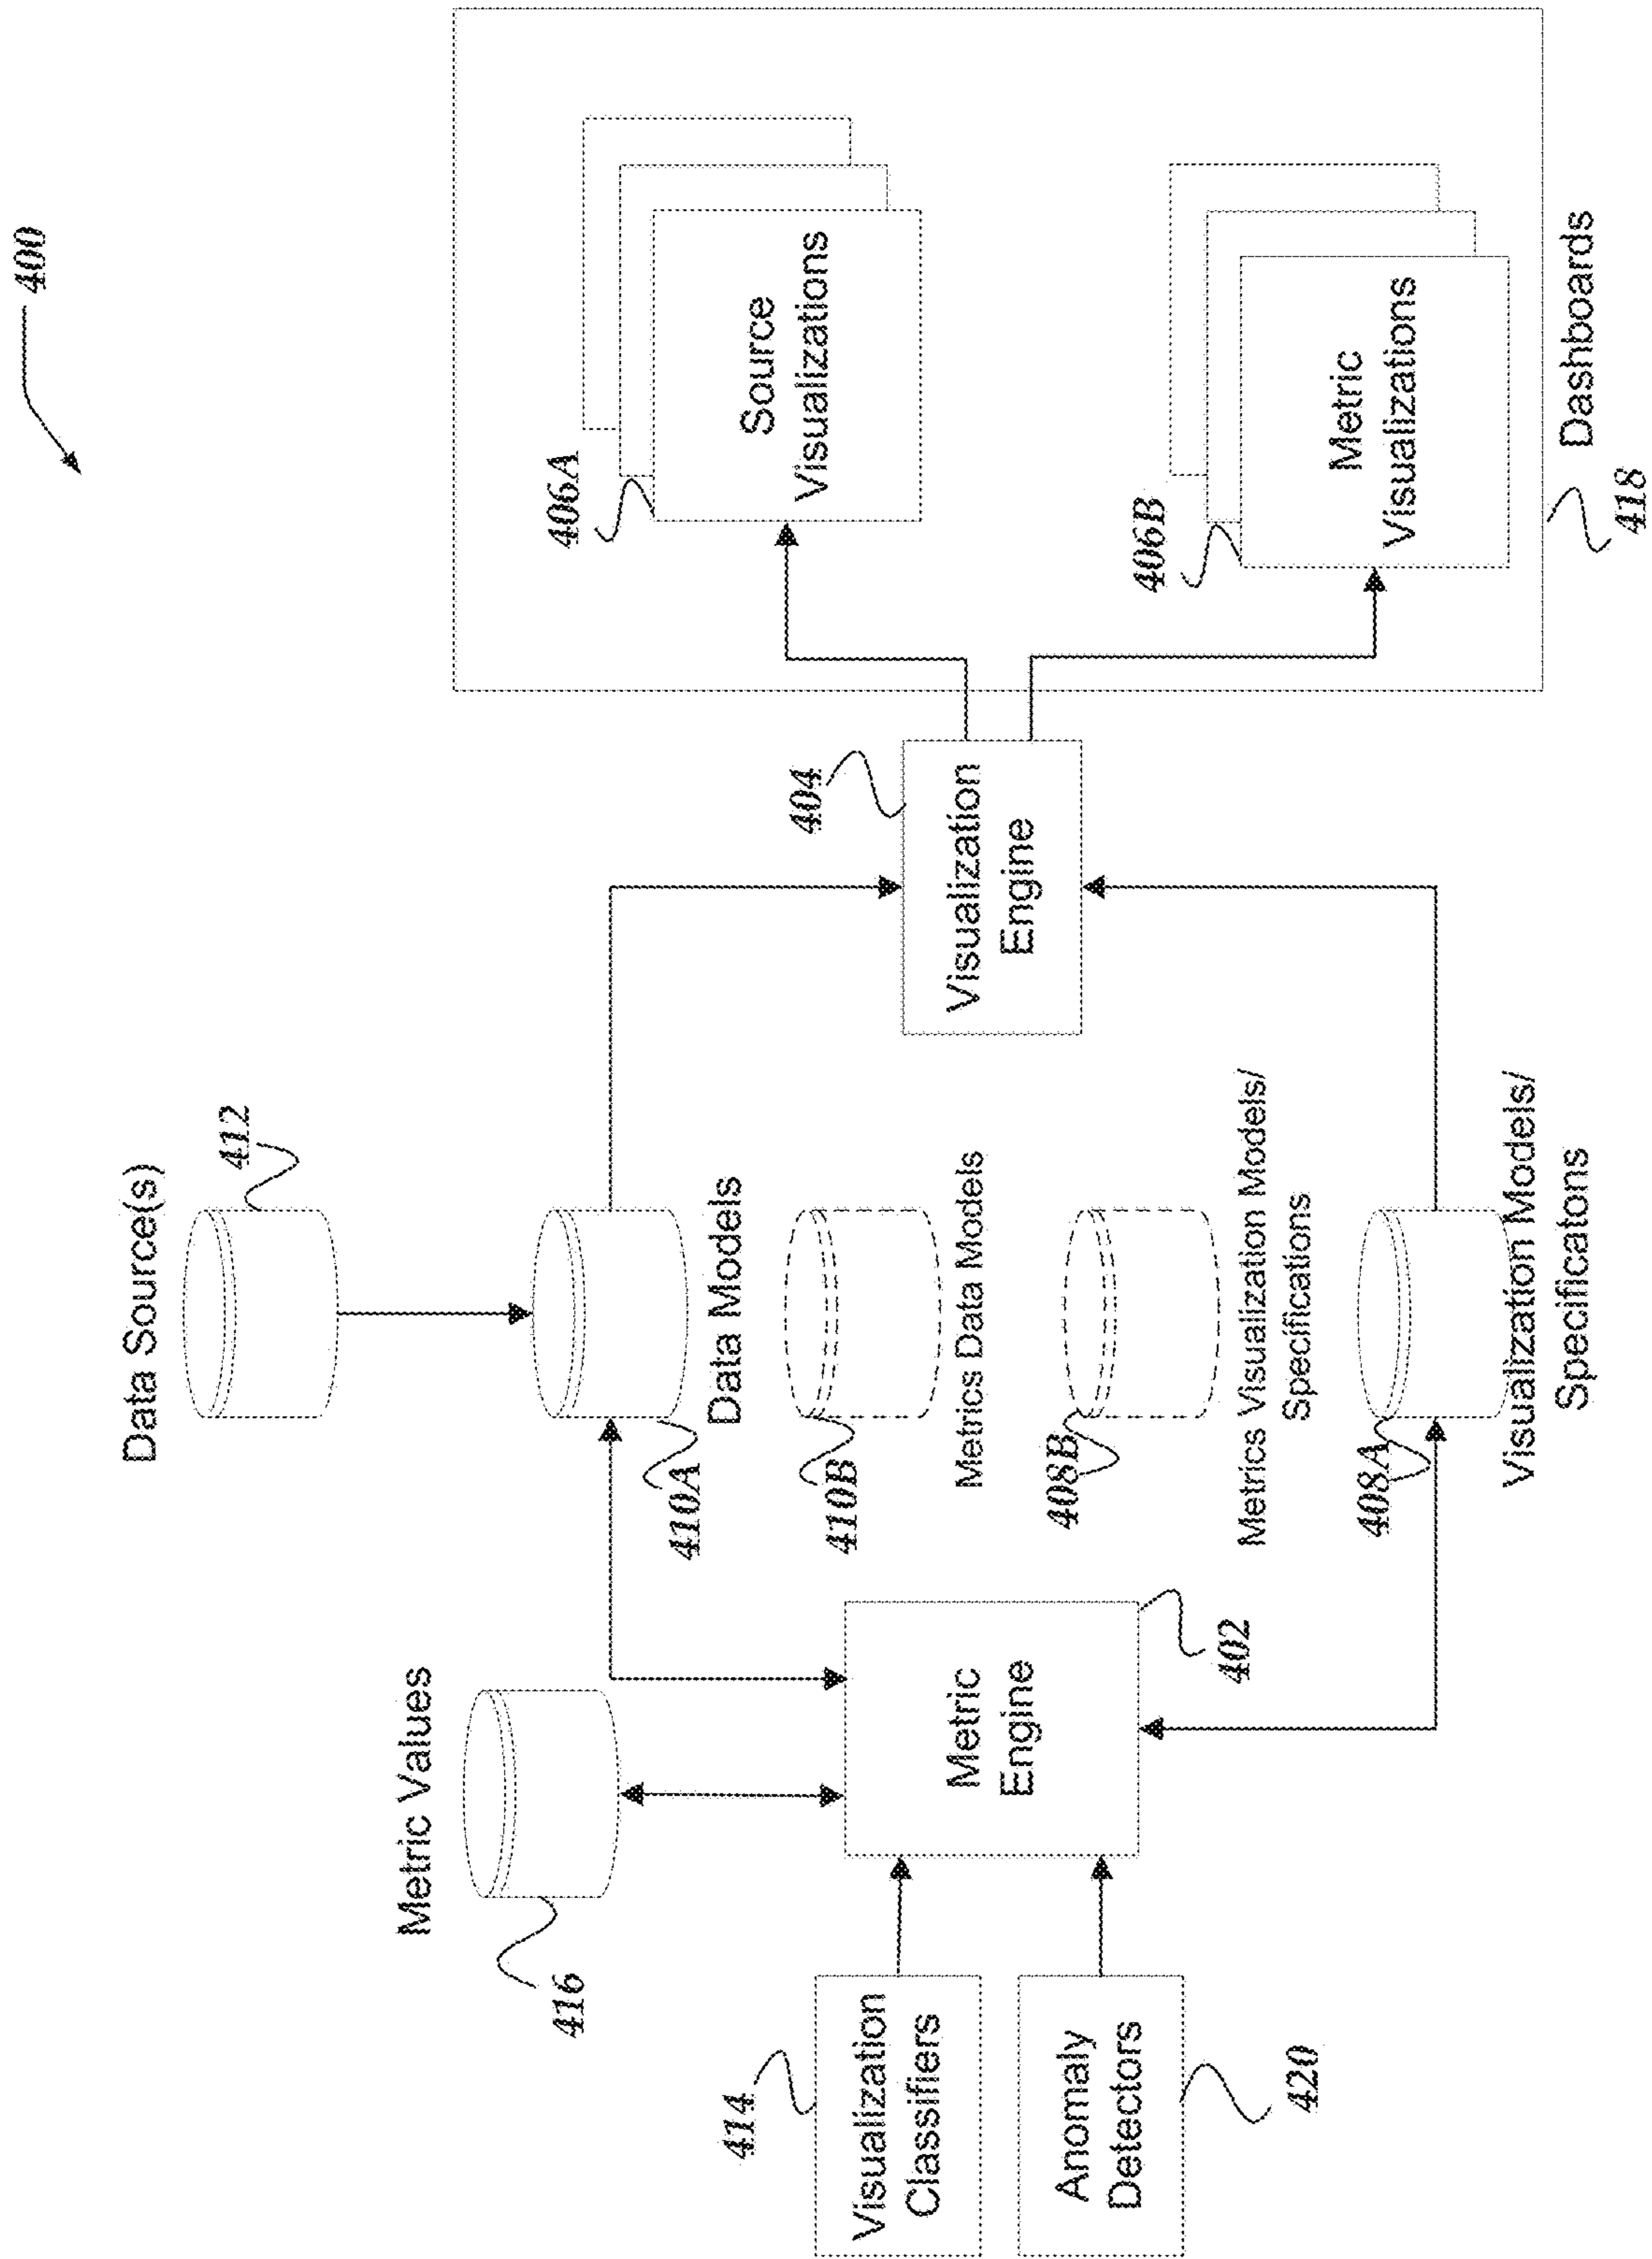 400
Data Source(s)
412
Metric Values
416
410A
Data Models
410B
Metrics Data Models
408B
Metrics Visualization Models/
Specifications
408A
Visualization Models/
Specificatons
414
Visualization
Classifiers
Anomaly
Detectors
420
Metric
Engine
402
404
Visualization
Engine
406A
Source
Visualizations
406B
Metric
Visualizations
Dashboards
418